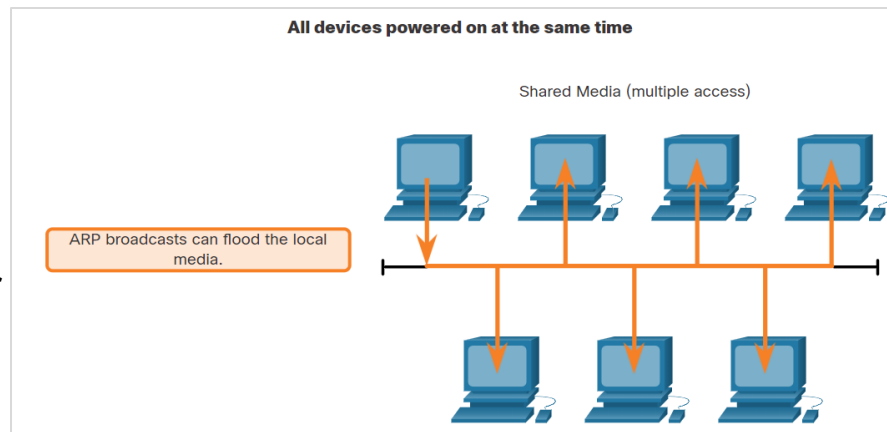 All devices powered on at the same time
Shared Media (multiple access)
ARP broadcasts can flood the local
media.